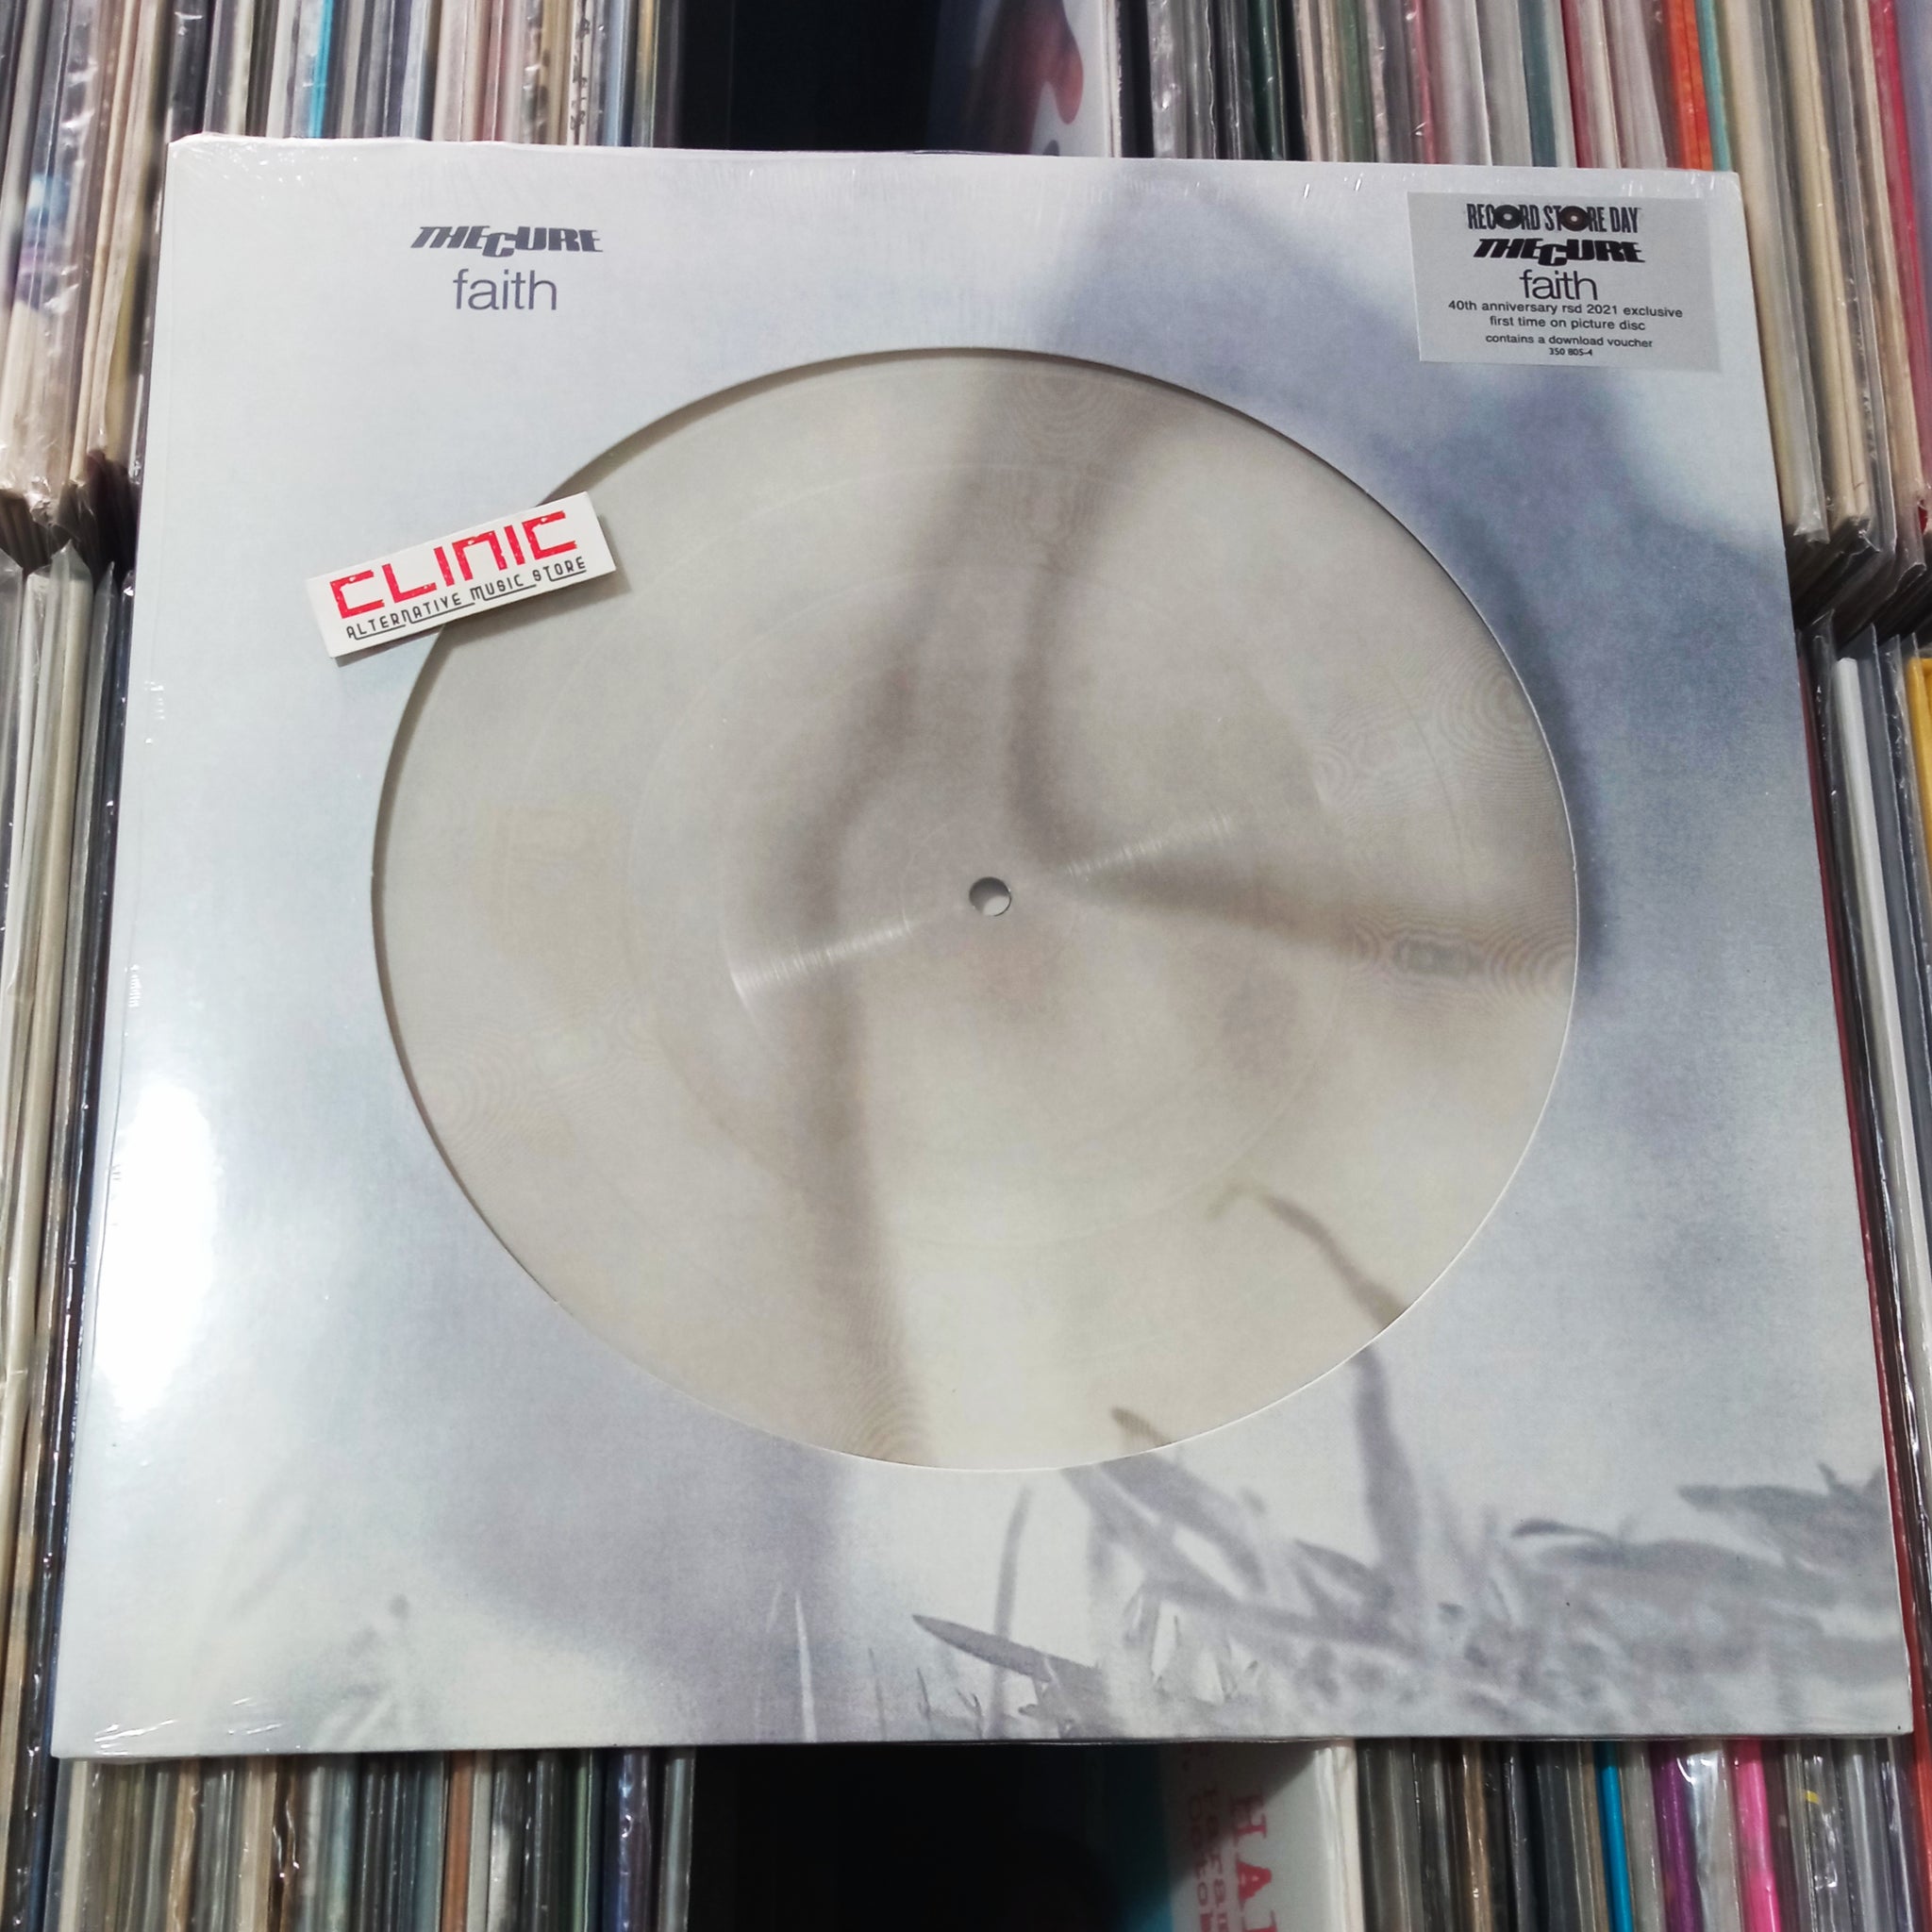 THE CURE
faith
RECORD STORE DAY
THE CURE
faith
40th anniversary rsd 2021 exclusive
first time on picture disc
contains a download voucher
350 805-4
CLINIC
ALTERNATIVE MUSIC STORE